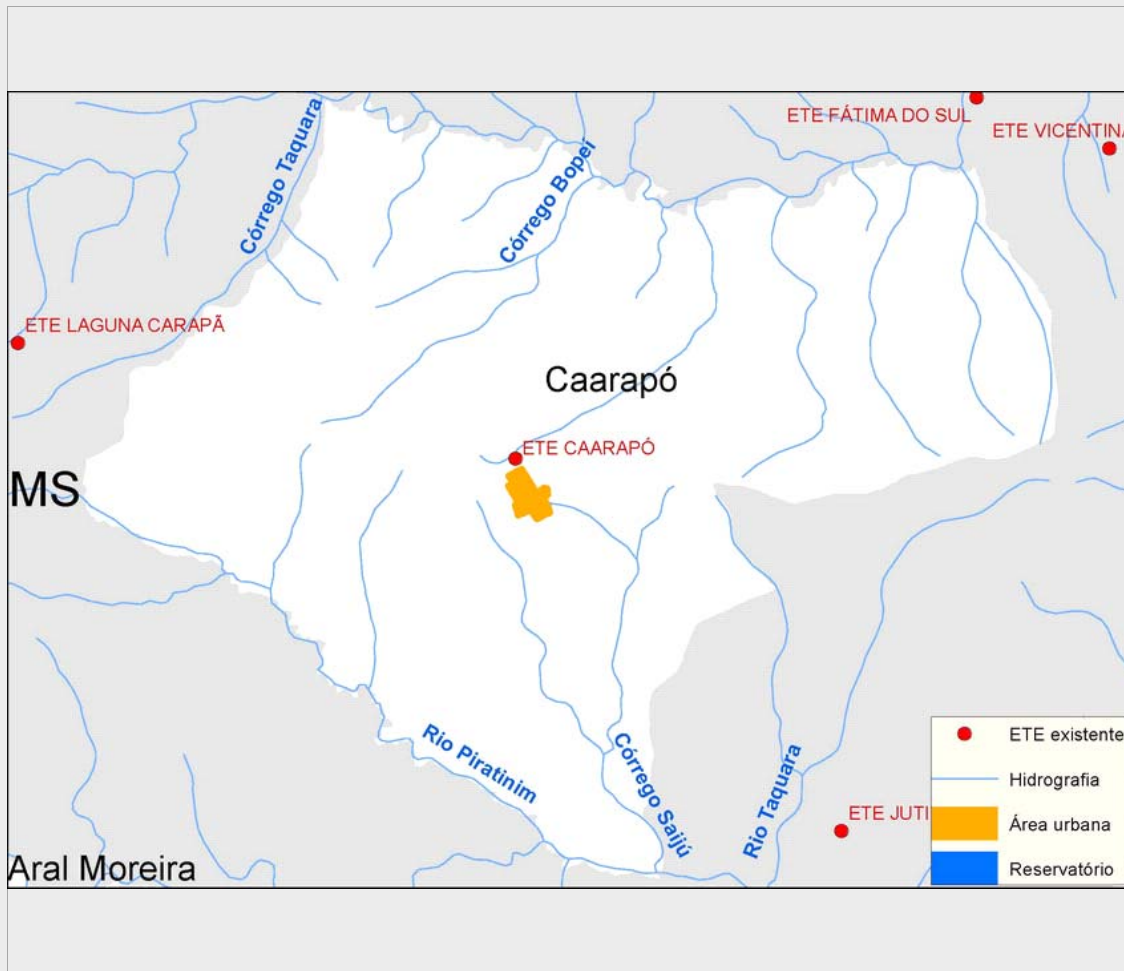 ETE FÁTIMA DO SUL
ETE VICENTINA
Córrego Taquara
Córrego Bopeí
ETE LAGUNA CARAPÃ
Caarapó
ETE CAARAPÓ
MS
Rio Piratinim
Córrego Saijú
Rio Taquara
ETE JUTI
Aral Moreira
ETE existente
Hidrografia
Área urbana
Reservatório